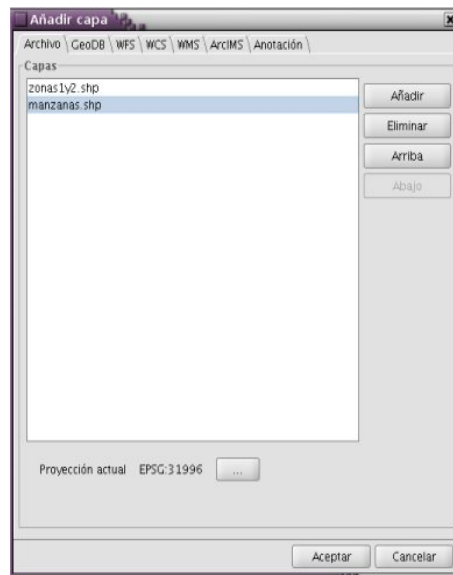 Añadir capa
Archivo \ GeoDB \ WFS \ WCS \ WMS \ ArcIMS \ Anotación \
Capas
zonas1y2.shp
manzanas.shp
Añadir
Eliminar
Arriba
Abajo
Proyección actual EPSG:31996 ...
Aceptar Cancelar